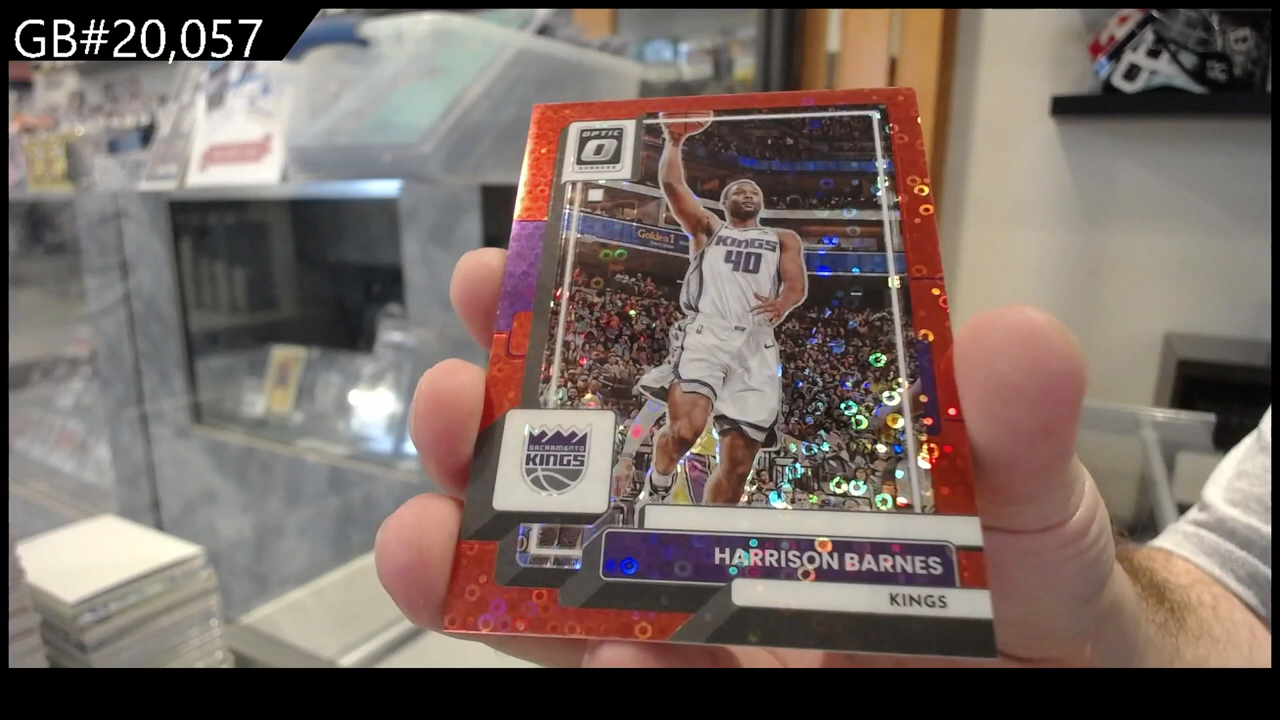 GB#20,057
OPTIC
Golden 1
KINGS
40
SACRAMENTO
KINGS
HARRISON BARNES
KINGS